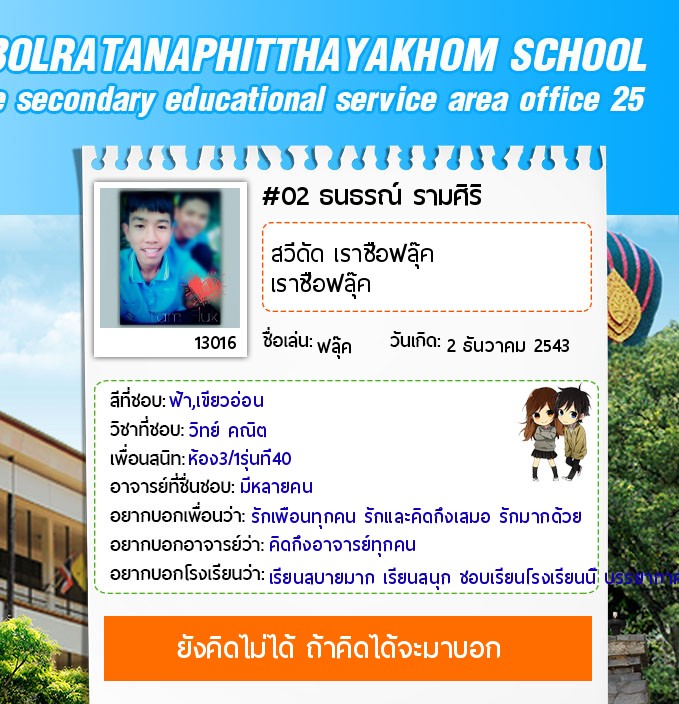 BOLRATANAPHITTHAYAKHOM SCHOOL
e secondary educational service area office 25
#02 ธนธรณ์ รามศิริ
สวีดัด เราชื่อฟลุ๊ค
เราชื่อฟลุ๊ค
13016
ชื่อเล่น: ฟลุ๊ค วันเกิด: 2 ธันวาคม 2543
สีที่ชอบ: ฟ้า,เขียวอ่อน
วิชาที่ชอบ: วิทย์ คณิต
เพื่อนสนิท: ห้อง3/1รุ่นที่40
อาจารย์ที่ชื่นชอบ: มีหลายคน
อยากบอกเพื่อนว่า: รักเพื่อนทุกคน รักและคิดถึงเสมอ รักมากด้วย
อยากบอกอาจารย์ว่า: คิดถึงอาจารย์ทุกคน
อยากบอกโรงเรียนว่า: เรียนสบายมาก เรียนสนุก ชอบเรียนโรงเรียนนี้
ยังคิดไม่ได้ ถ้าคิดได้จะมาบอก